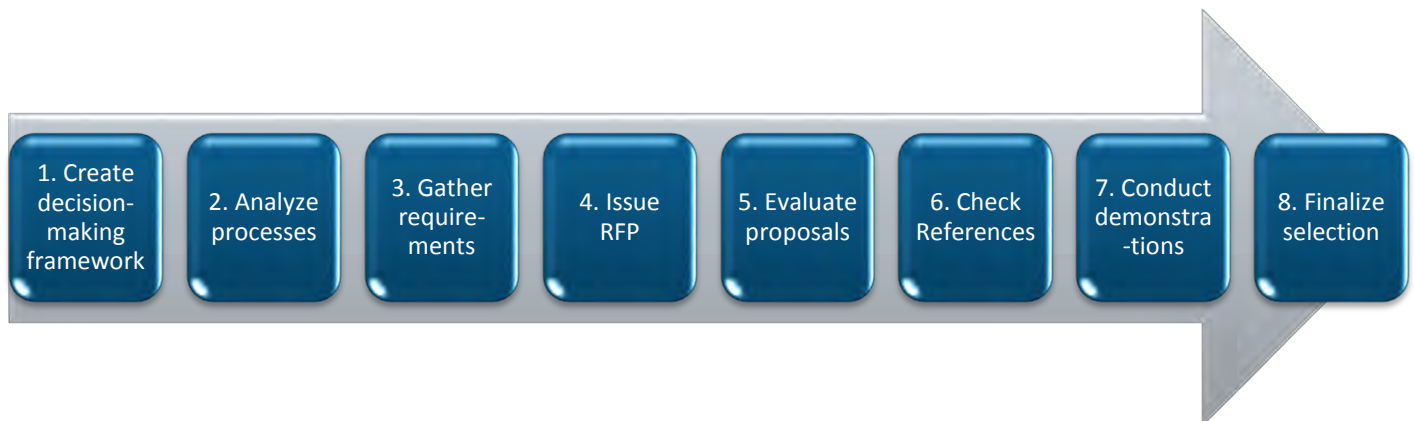 1. Create
decision-
making
framework
2. Analyze
processes
3. Gather
require-
ments
4. Issue
RFP
5. Evaluate
proposals
6. Check
References
7. Conduct
demonstra
-tions
8. Finalize
selection